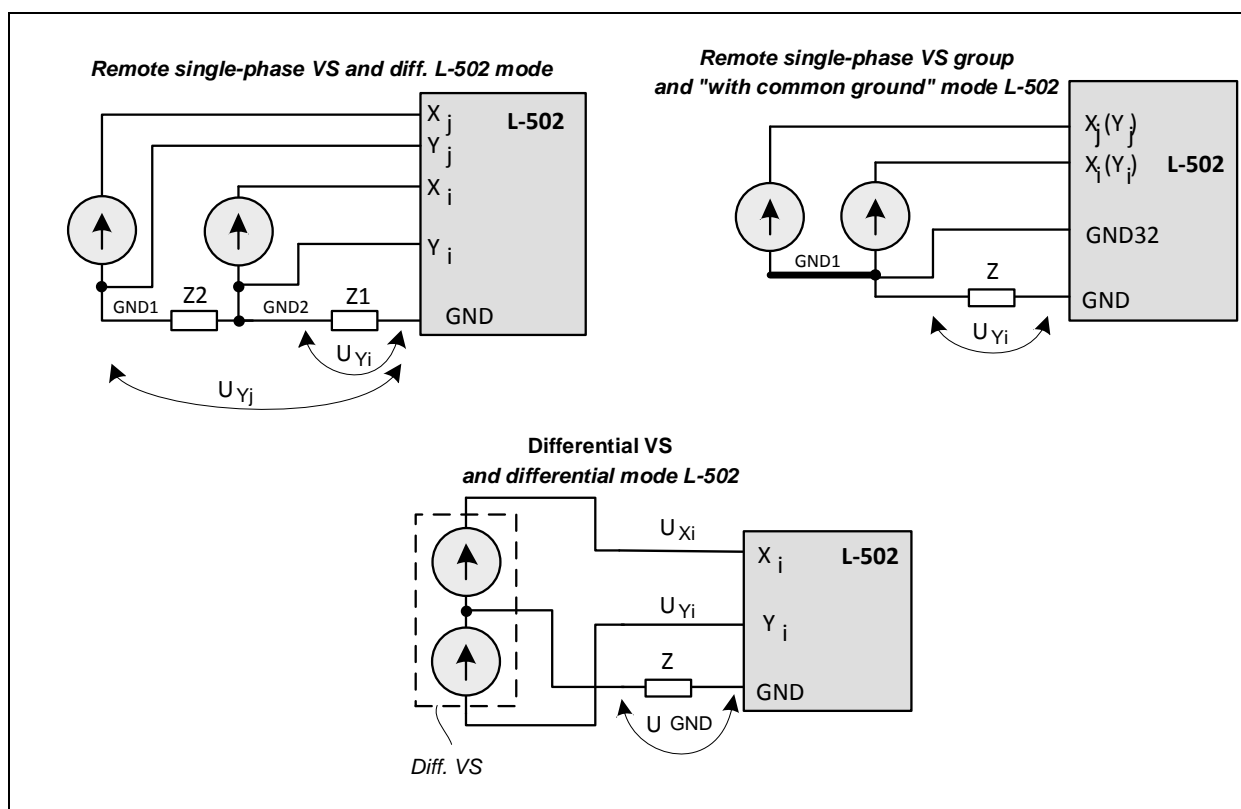 Remote single-phase VS and diff. L-502 mode
X j
L-502
Y j
X i
Y i
GND1
Z2
GND2
Z1
GND
U Yi
U Yj
Remote single-phase VS group
and "with common ground" mode L-502
X j (Y j)
L-502
X i (Y i)
GND1
GND32
Z
GND
U Yi
Differential VS
and differential mode L-502
U Xi
X i
L-502
U Yi
Y i
Z
GND
U GND
Diff. VS